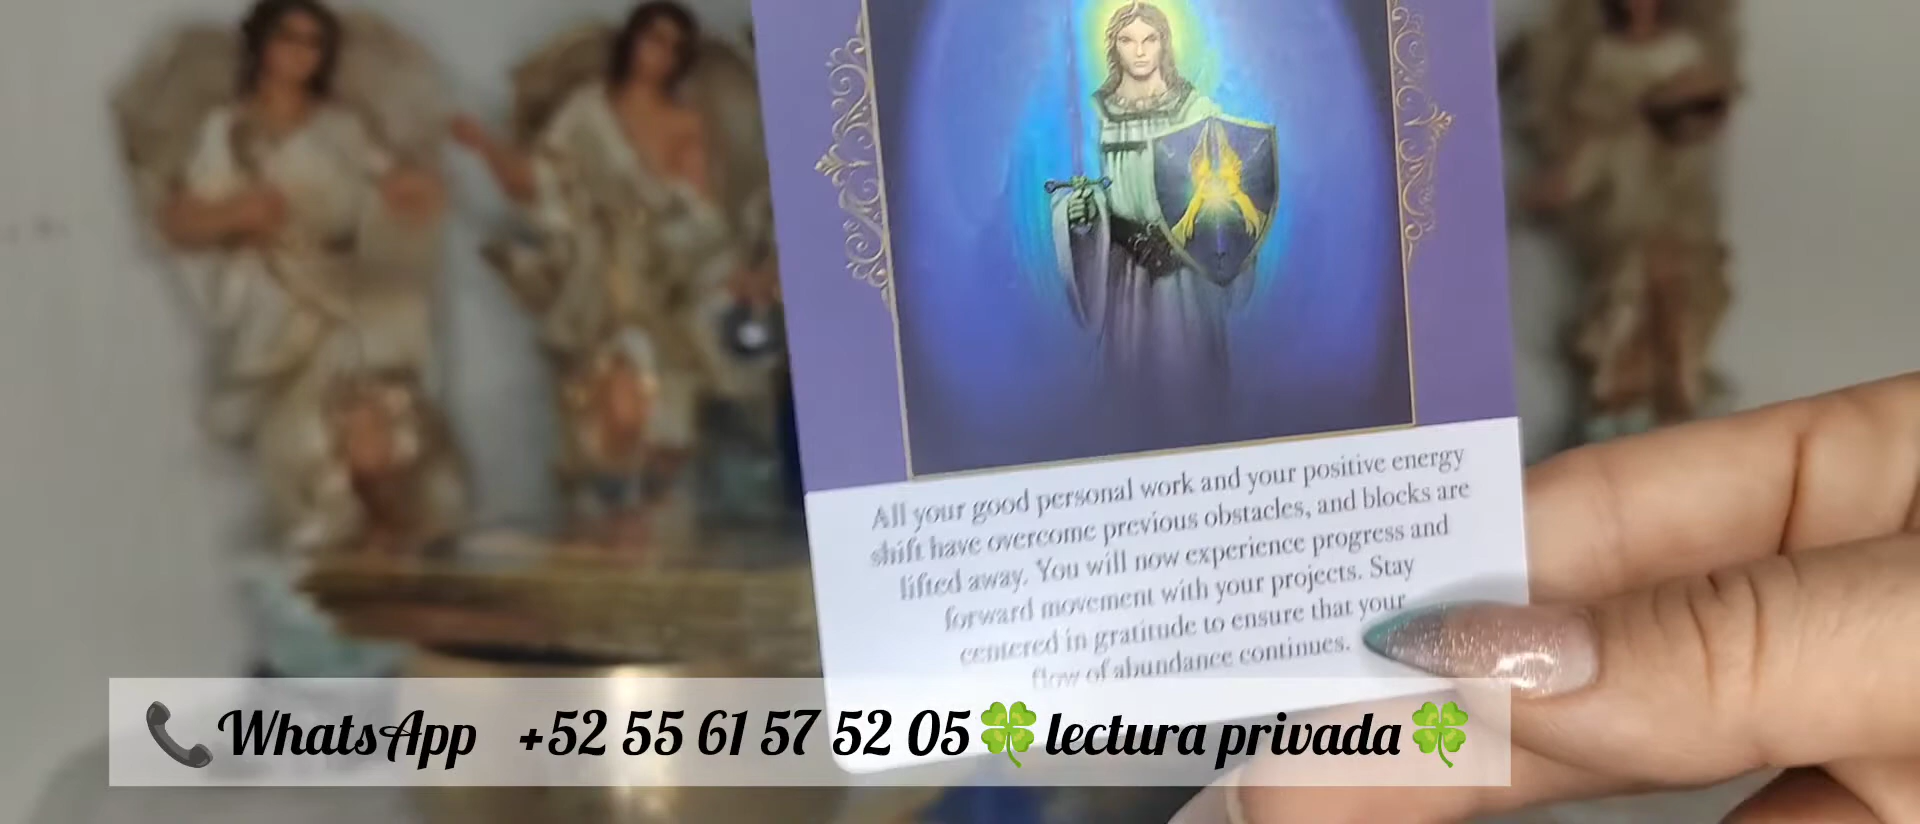 All your good personal work and your positive energy
shift have overcome previous obstacles, and blocks are
lifted away. You will now experience progress and
forward movement with your projects. Stay
centered in gratitude to ensure that your
flow of abundance continues.
WhatsApp +52 55 61 57 52 05🍀lectura privada🍀